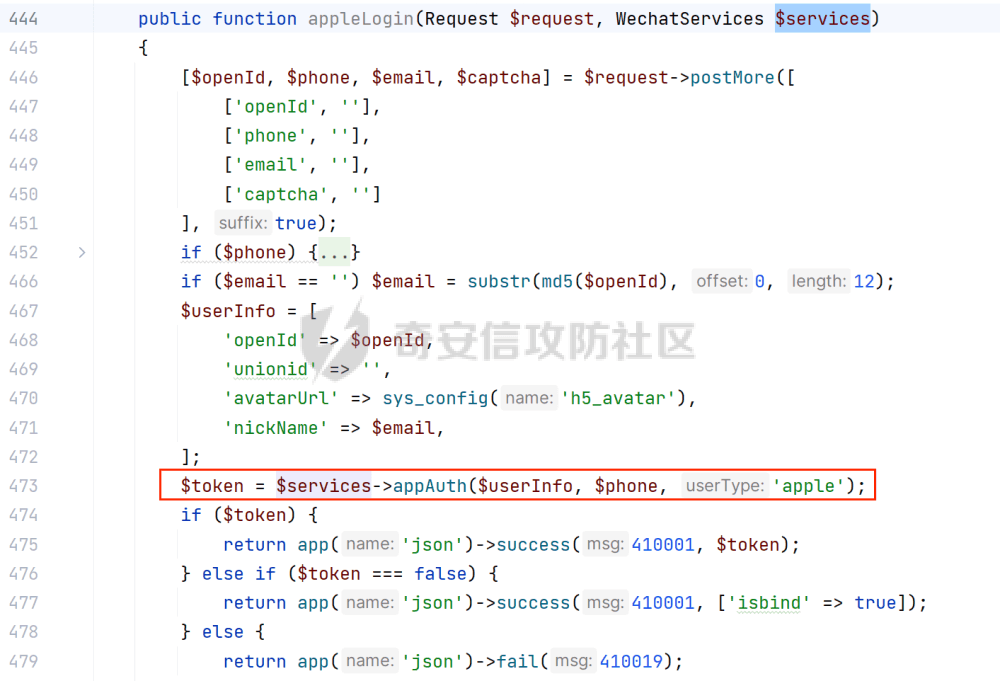 444 public function appleLogin(Request $request, WechatServices $services)
445 {
446 [$openId, $phone, $email, $captcha] = $request->postMore([
447 ['openId', ''],
448 ['phone', ''],
449 ['email', ''],
450 ['captcha', '']
451 ], suffix: true);
452 if ($phone) {...}
466 if ($email == '') $email = substr(md5($openId), offset: 0, length: 12);
467 $userInfo = [
468 'openId' => $openId,
469 'unionid' => '',
470 'avatarUrl' => sys_config( name: 'h5_avatar'),
471 'nickName' => $email,
472 ];
473 $token = $services->appAuth($userInfo, $phone, userType: 'apple');
474 if ($token) {
475 return app( name: 'json')->success( msg: 410001, $token);
476 } else if ($token === false) {
477 return app( name: 'json')->success( msg: 410001, ['isbind' => true]);
478 } else {
479 return app( name: 'json')->fail( msg: 410019);
奇安信攻防社区